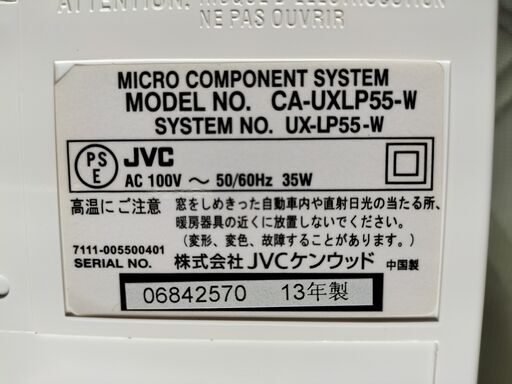 NE PAS OUVRIR
MICRO COMPONENT SYSTEM
MODEL NO. CA-UXLP55-W
SYSTEM NO. UX-LP55-W
PS
E
JVC
AC 100V ～ 50/60Hz 35W
高温にご注意 窓をしめきった自動車内や直射日光の当たる所、
暖房器具の近くに放置しないでください。
（変形、変色、故障することがあります。）
7111-005500401
SERIAL NO. 株式会社JVCケンウッド 中国製
06842570 13年製